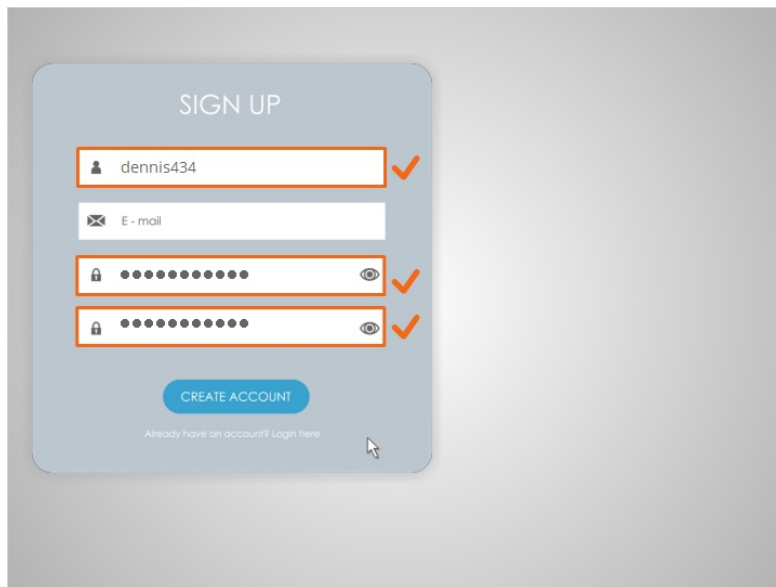 SIGN UP
dennis434
E - mail
●●●●●●●●●●●
●●●●●●●●●●●
CREATE ACCOUNT
Already have an account? Login here